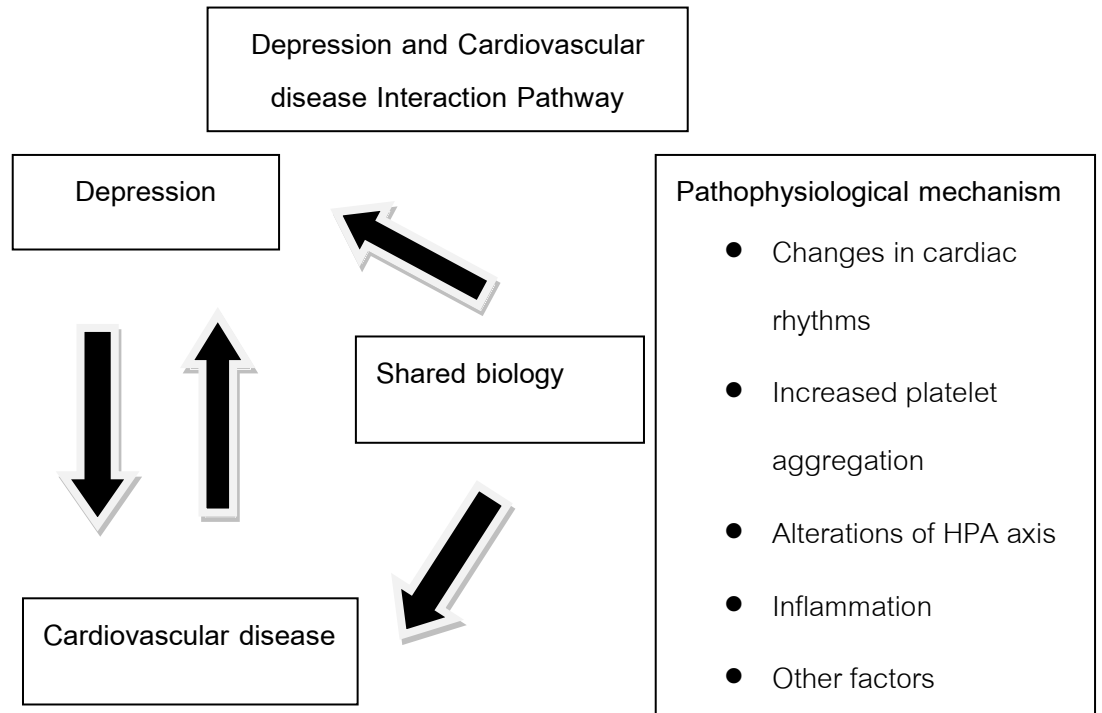 Depression and Cardiovascular
disease Interaction Pathway
Depression
Shared biology
Cardiovascular disease
Pathophysiological mechanism
● Changes in cardiac
rhythms
● Increased platelet
aggregation
● Alterations of HPA axis
● Inflammation
● Other factors